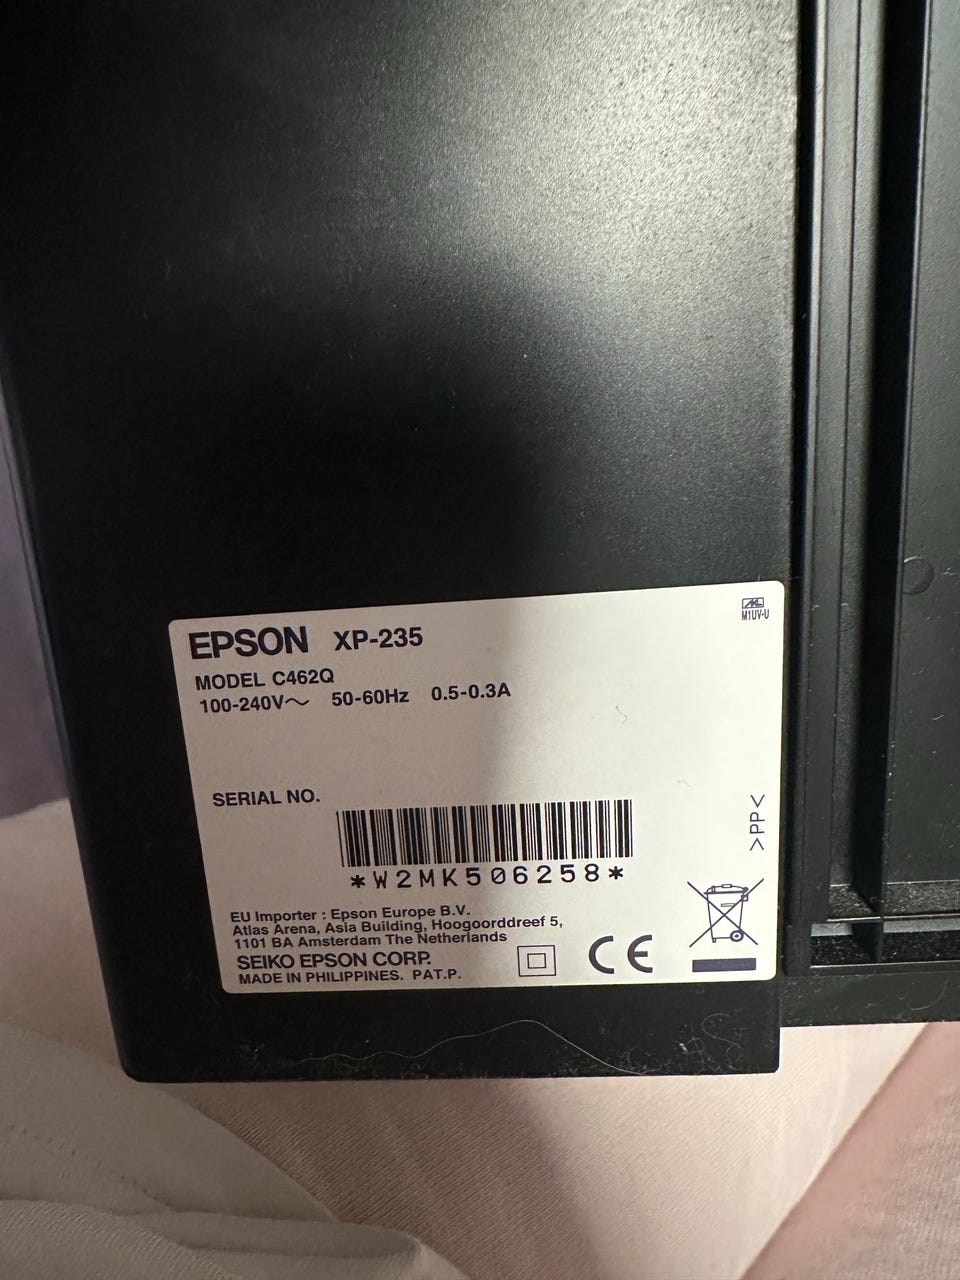 EPSON XP-235
M1UV-U
MODEL C462Q
100-240V~ 50-60Hz 0.5-0.3A
SERIAL NO.
*W2MK506258*
>PP<
EU Importer : Epson Europe B.V.
Atlas Arena, Asia Building, Hoogoorddreef 5,
1101 BA Amsterdam The Netherlands
SEIKO EPSON CORP.
MADE IN PHILIPPINES. PAT.P.
CE